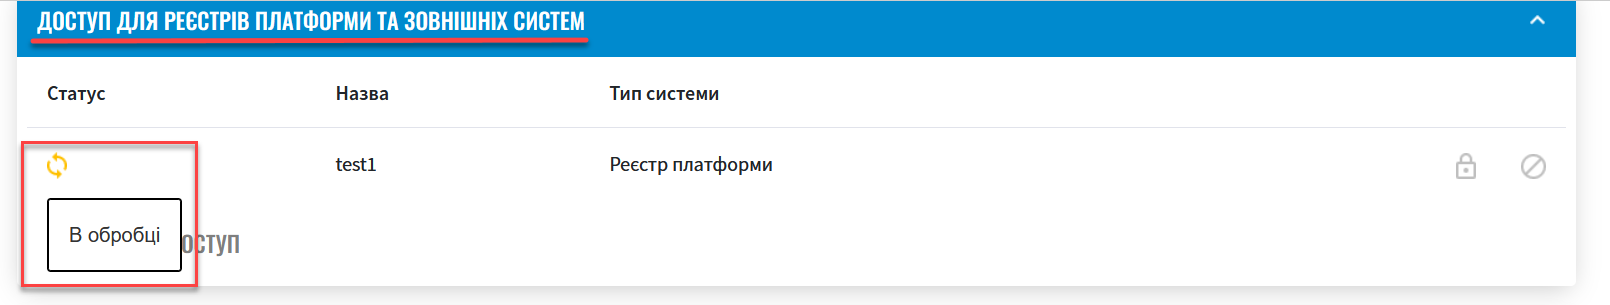 ДОСТУП ДЛЯ РЕЄСТРІВ ПЛАТФОРМИ ТА ЗОВНІШНІХ СИСТЕМ
Статус Назва Тип системи
test1 Реєстр платформи
В обробці
ОСТУП